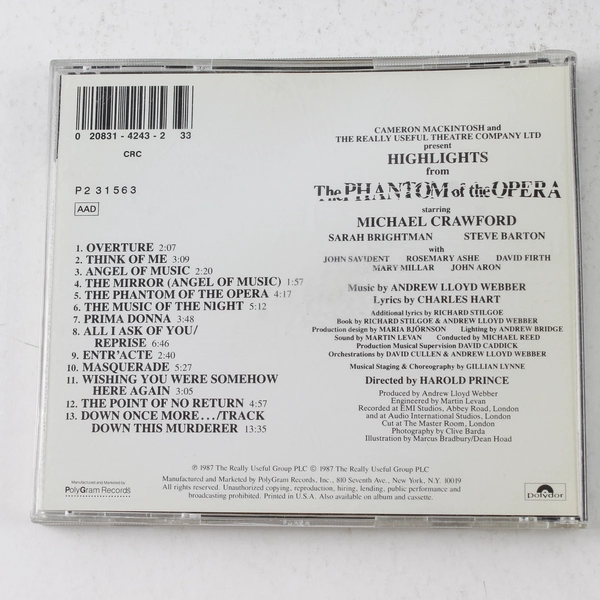 0 20831-4243-2 33
CRC
P2 31563
AAD
1. OVERTURE 2:07
2. THINK OF ME 3:09
3. ANGEL OF MUSIC 2:20
4. THE MIRROR (ANGEL OF MUSIC) 1:57
5. THE PHANTOM OF THE OPERA 4:17
6. THE MUSIC OF THE NIGHT 5:12
7. PRIMA DONNA 3:48
8. ALL I ASK OF YOU/
REPRISE 6:46
9. ENTR'ACTE 2:40
10. MASQUERADE 5:27
11. WISHING YOU WERE SOMEHOW
HERE AGAIN 3:05
12. THE POINT OF NO RETURN 4:57
13. DOWN ONCE MORE.../TRACK
DOWN THIS MURDERER 13:35
CAMERON MACKINTOSH and
THE REALLY USEFUL THEATRE COMPANY LTD
present
HIGHLIGHTS
from
The PHANTOM of the OPERA
starring
MICHAEL CRAWFORD
SARAH BRIGHTMAN STEVE BARTON
with
JOHN SAVIDENT ROSEMARY ASHE DAVID FIRTH
MARY MILLAR JOHN ARON
Music by ANDREW LLOYD WEBBER
Lyrics by CHARLES HART
Additional lyrics by RICHARD STILGOE
Book by RICHARD STILGOE & ANDREW LLOYD WEBBER
Production design by MARIA BJÖRNSON Lighting by ANDREW BRIDGE
Sound by MARTIN LEVAN Conducted by MICHAEL REED
Production Musical Supervision DAVID CADDICK
Orchestrations by DAVID CULLEN & ANDREW LLOYD WEBBER
Musical Staging & Choreography by GILLIAN LYNNE
Directed by HAROLD PRINCE
Produced by Andrew Lloyd Webber
Engineered by Martin Levan
Recorded at EMI Studios, Abbey Road, London
and at Audio International Studios, London
Cut at The Master Room, London
Photography by Clive Barda
Illustration by Marcus Bradbury/Dean Hoad
Manufactured and Marketed by
PolyGram Records
℗ 1987 The Really Useful Group PLC © 1987 The Really Useful Group PLC
Manufactured and Marketed by PolyGram Records, Inc., 810 Seventh Ave., New York, N.Y. 10019
All rights reserved. Unauthorized copying, reproduction, hiring, lending, public performance and
broadcasting prohibited. Printed in U.S.A. Also available on album and cassette.
polydor